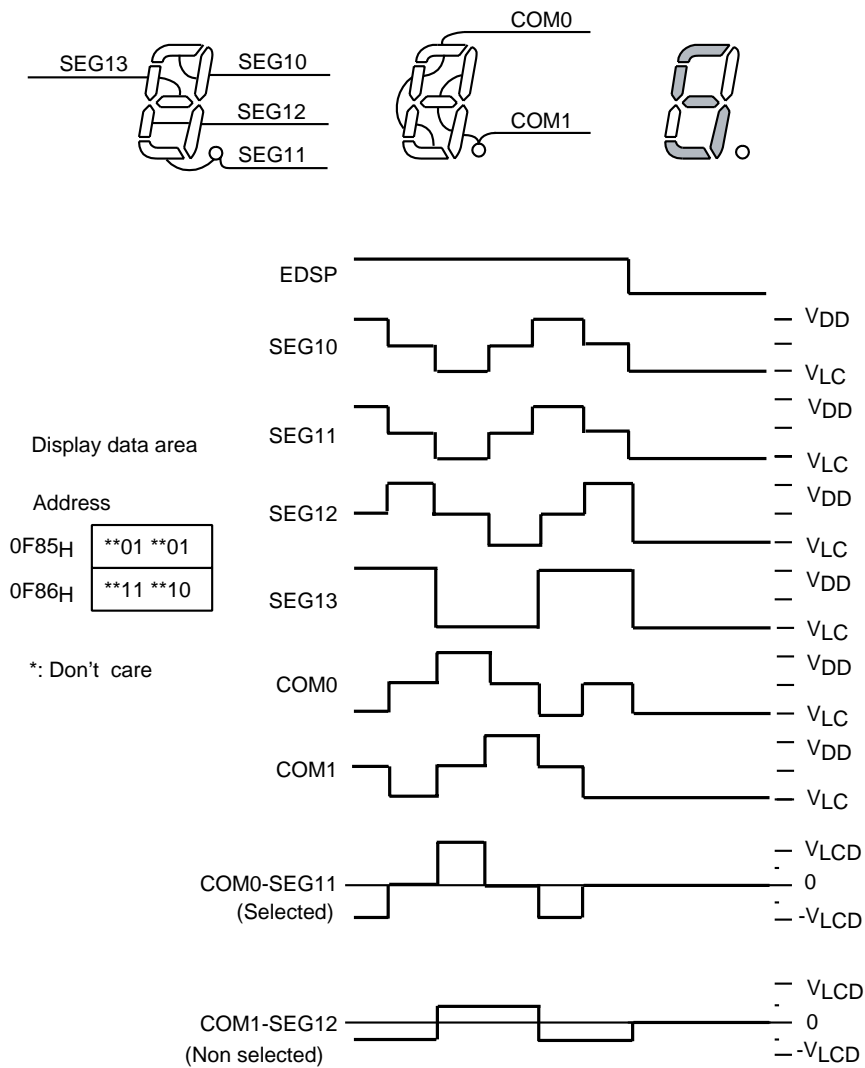 COM0
SEG13
SEG10
SEG12
COM1
SEG11
EDSP
VDD
SEG10
VLC
VDD
SEG11
Display data area
VLC
VDD
Address
SEG12
0F85H **01 **01
VLC
VDD
0F86H **11 **10
SEG13
VLC
VDD
*: Don't care
COM0
VLC
VDD
COM1
VLC
VLCD
COM0-SEG11
0
(Selected)
-VLCD
VLCD
COM1-SEG12
0
(Non selected)
-VLCD